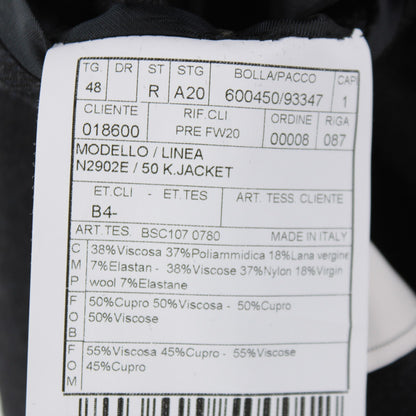 TG DR ST STG BOLLA/PACCO CAP
48 R A20 600450/93347 1
CLIENTE RIF.CLI ORDINE RIGA
018600 PRE FW20 00008 087
MODELLO / LINEA
N2902E / 50 K.JACKET
ET.CLI - ET.TES ART. TESS. CLIENTE
B4-
ART. TES. BSC107 0780 MADE IN ITALY
C 38%Viscosa 37%Poliammidica 18%Lana vergine
M 7%Elastan - 38%Viscose 37%Nylon 18%Virgin
P wool 7%Elastane
F 50%Cupro 50%Viscosa - 50%Cupro
O 50%Viscose
B
F 55%Viscosa 45%Cupro - 55%Viscose
O 45%Cupro
M